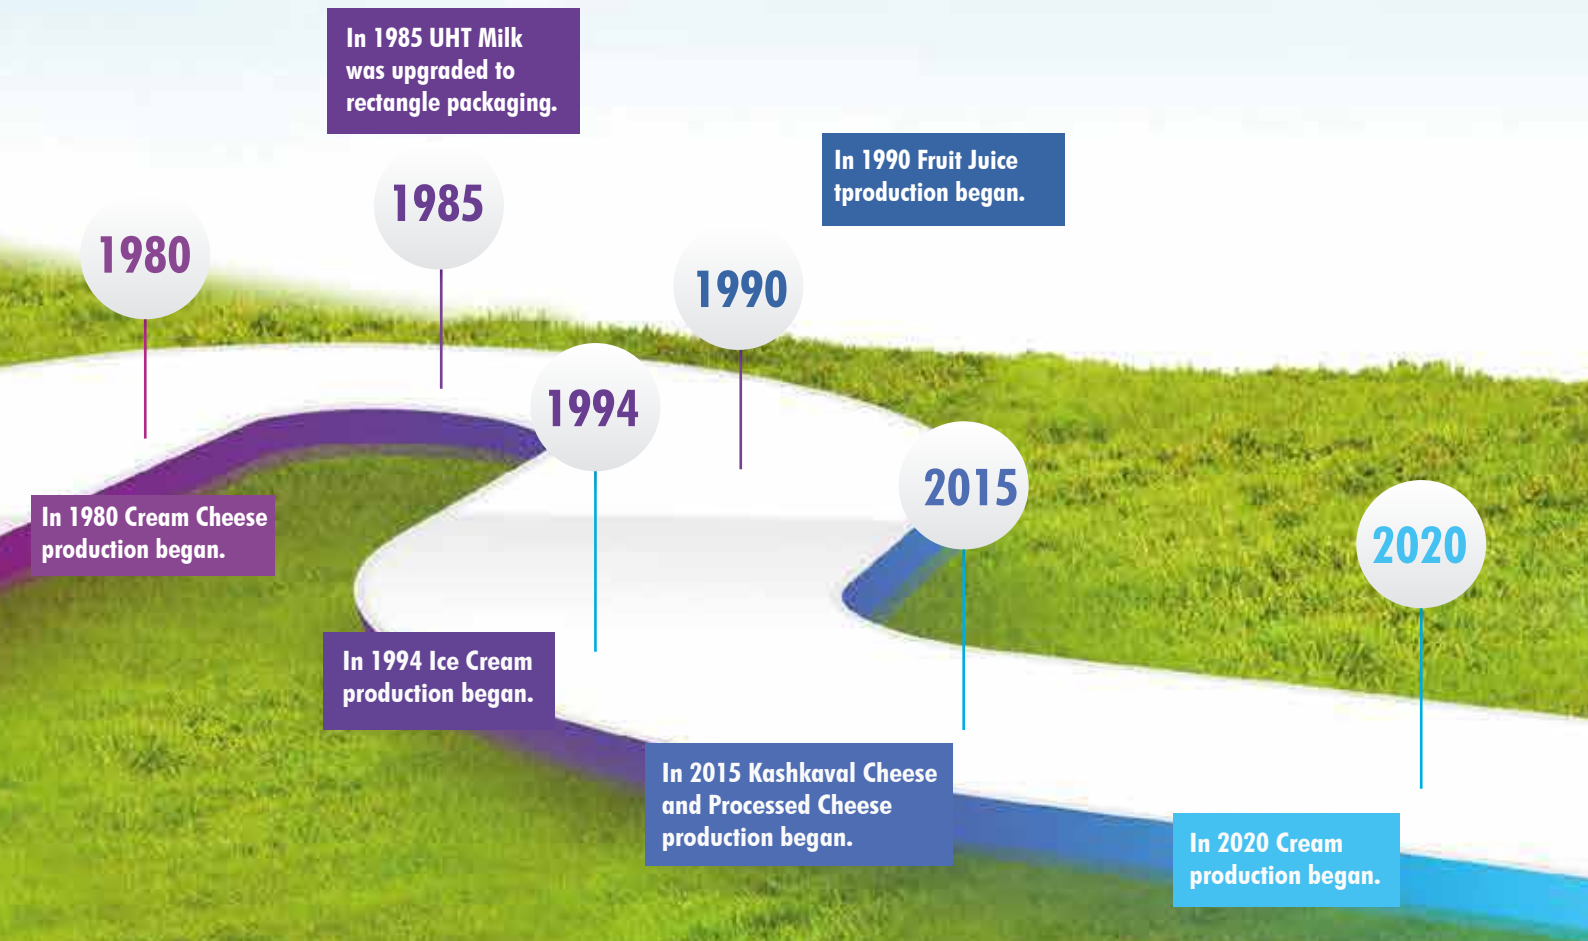 In 1985 UHT Milk
was upgraded to
rectangle packaging.
1985
In 1990 Fruit Juice
tproduction began.
1980
1990
1994
2015
2020
In 1980 Cream Cheese
production began.
In 1994 Ice Cream
production began.
In 2015 Kashkaval Cheese
and Processed Cheese
production began.
In 2020 Cream
production began.